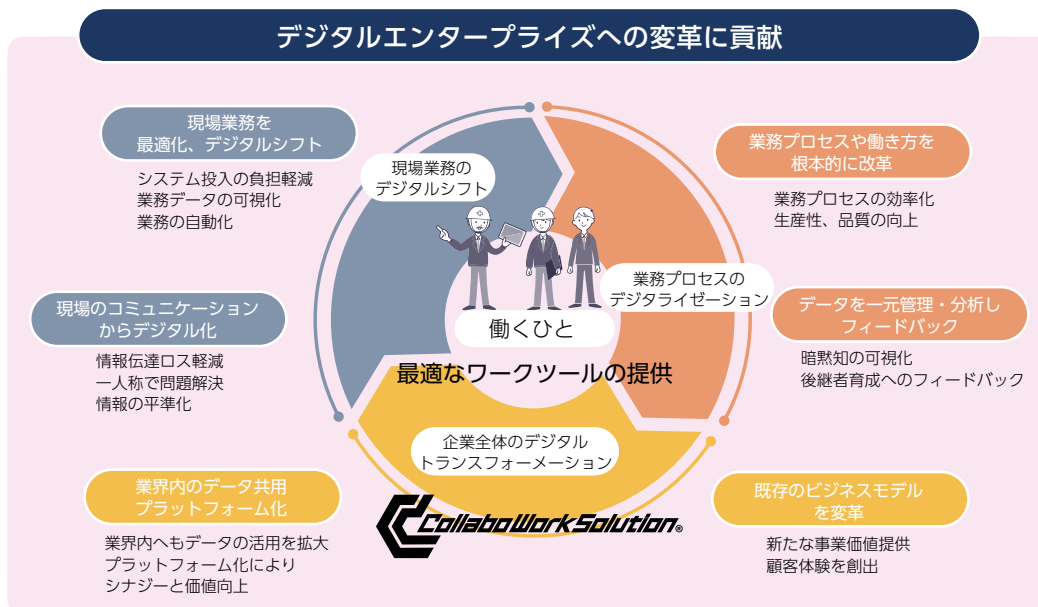 デジタルエンタープライズへの変革に貢献
現場業務を
最適化、デジタルシフト
システム投入の負担軽減
業務データの可視化
業務の自動化
現場業務の
デジタルシフト
業務プロセスや働き方を
根本的に改革
業務プロセスの効率化
生産性、品質の向上
業務プロセスの
デジタライゼーション
現場のコミュニケーション
からデジタル化
情報伝達ロス軽減
一人称で問題解決
情報の平準化
働くひと
最適なワークツールの提供
データを一元管理・分析し
フィードバック
暗黙知の可視化
後継者育成へのフィードバック
企業全体のデジタル
トランスフォーメーション
業界内のデータ共用
プラットフォーム化
業界内へもデータの活用を拡大
プラットフォーム化により
シナジーと価値向上
CollaboWorkSolution®
既存のビジネスモデル
を変革
新たな事業価値提供
顧客体験を創出